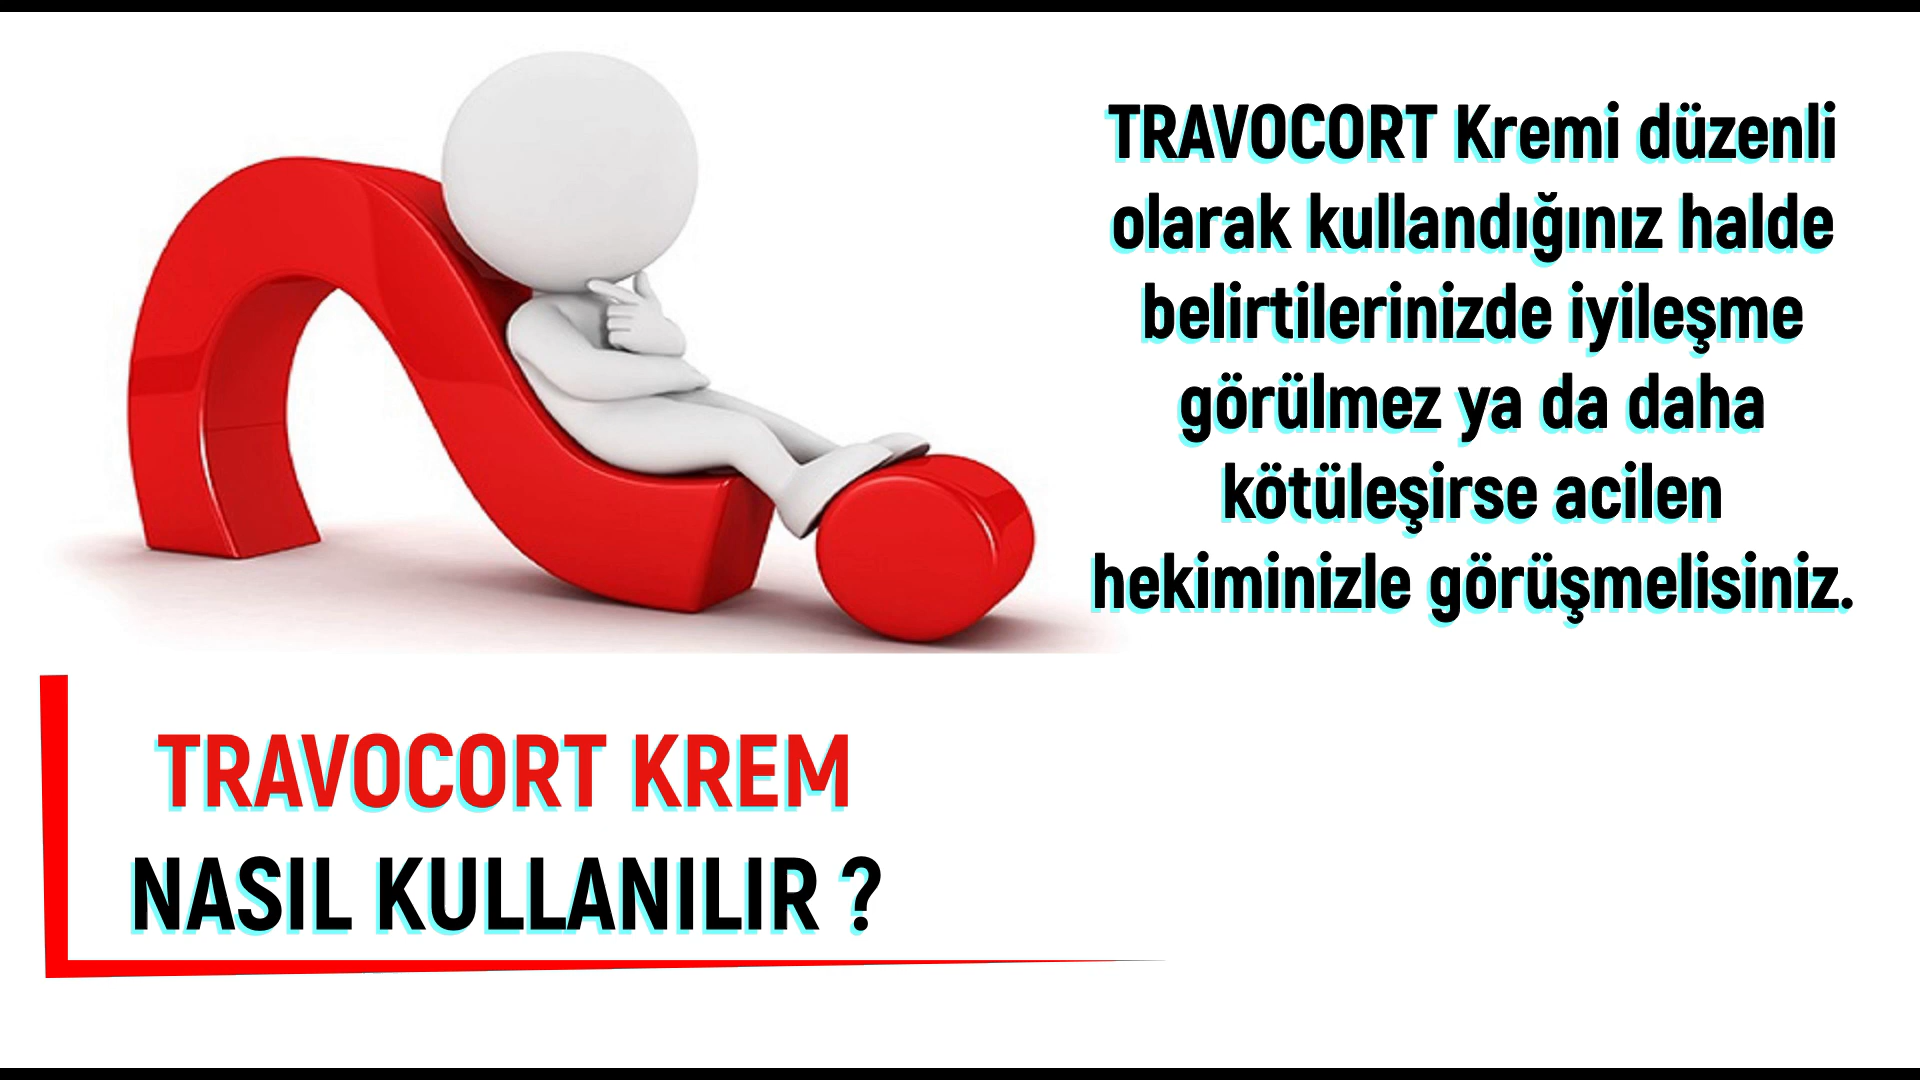 TRAVOCORT Kremi düzenli
olarak kullandığınız halde
belirtilerinizde iyileşme
görülmez ya da daha
kötüleşirse acilen
hekiminizle görüşmelisiniz.
TRAVOCORT KREM
NASIL KULLANILIR ?